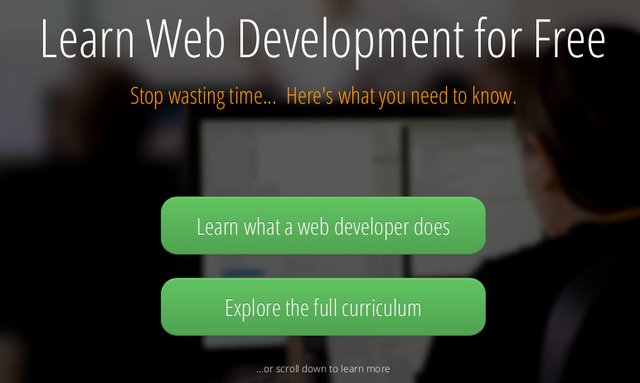 Learn Web Development for Free
Stop wasting time... Here's what you need to know.
Learn what a web developer does
Explore the full curriculum
...or scroll down to learn more